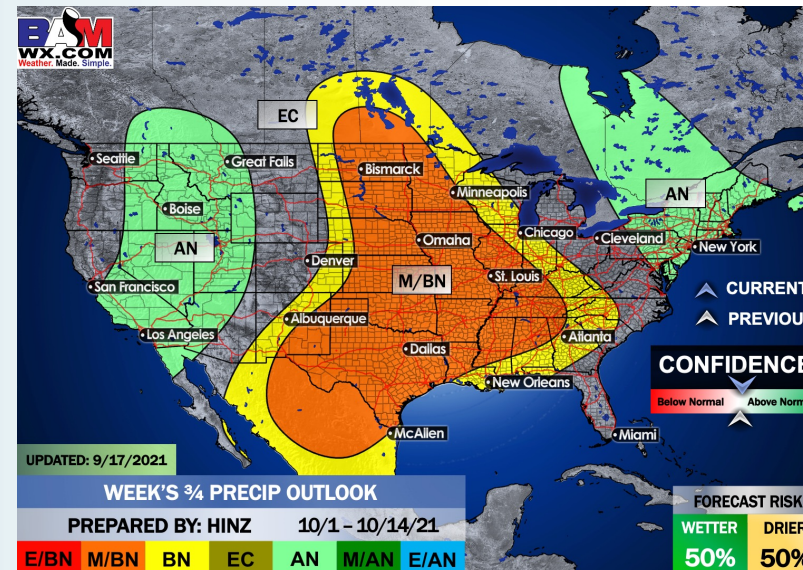 BAM
WX.COM
Weather. Made. Simple.
EC
Seattle
Great Falls
Bismarck
Minneapolis
Boise
AN
AN
Omaha
Chicago
Cleveland
New York
Denver
M/BN
St. Louis
San Francisco
CURRENT
Albuquerque
PREVIOU
Los Angeles
Dallas
Atlanta
CONFIDENCE
New Orleans
Below Normal
Above Norm
McAllen
Miami
UPDATED: 9/17/2021
WEEK'S ¾ PRECIP OUTLOOK
PREPARED BY: HINZ 10/1 – 10/14/21
E/BN M/BN BN EC AN M/AN E/AN
FORECAST RISK
WETTER DRIE
50% 50%